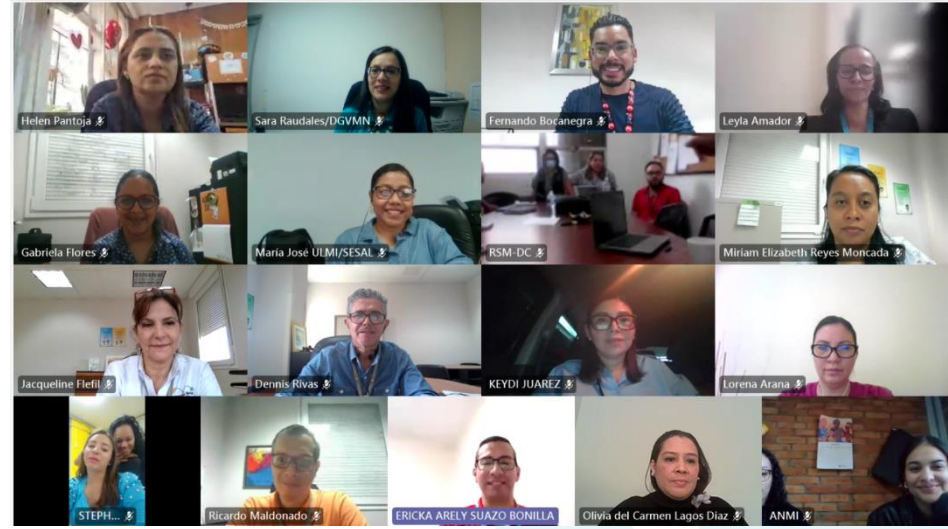 Helen Pantoja
Sara Raudales/DGVMN
Fernando Bocanegra
Leyla Amador
Gabriela Flores
María José ULMI/SESAL
RSM-DC
Miriam Elizabeth Reyes Moncada
Jacqueline Flefil
Dennis Rivas
KEYDI JUAREZ
Lorena Arana
STEPH...
Ricardo Maldonado
ERICKA ARELY SUAZO BONILLA
Olivia del Carmen Lagos Diaz
ANMI